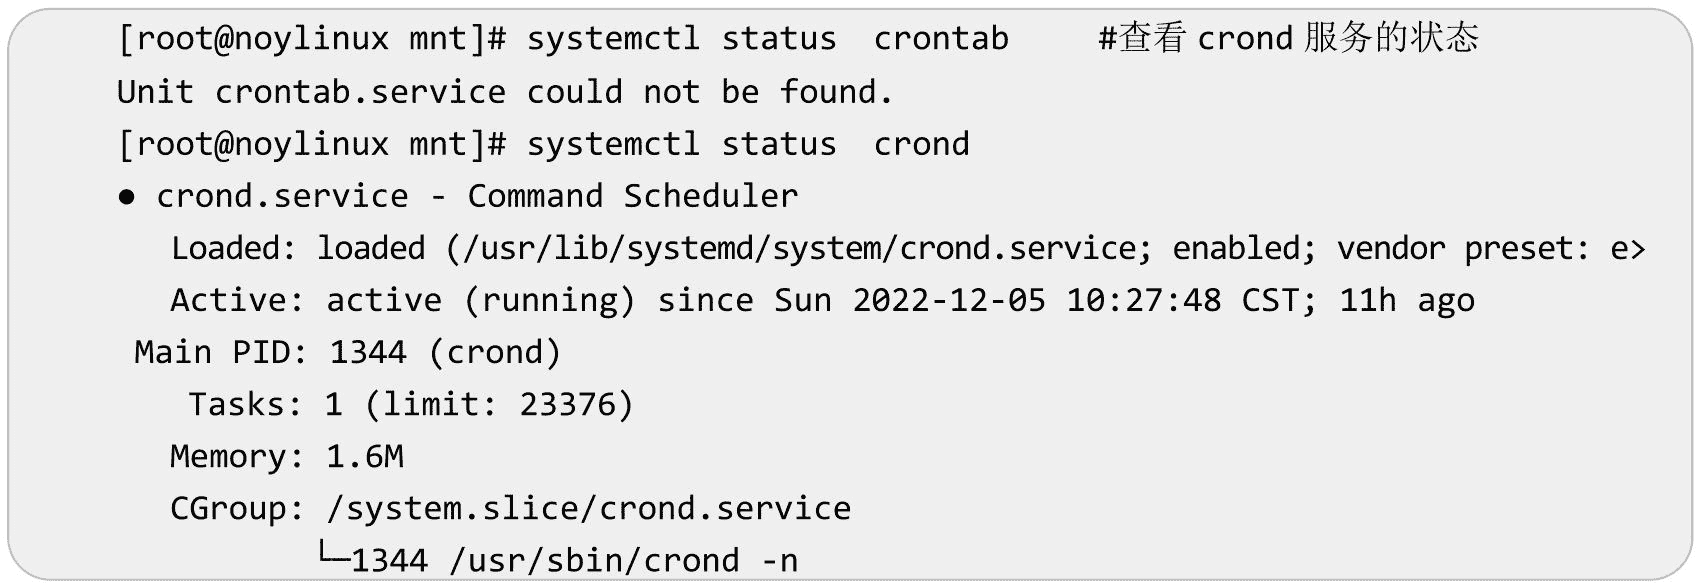 [root@noylinux mnt]# systemctl status  crontab     #查看 crond 服务的状态
Unit crontab.service could not be found.
[root@noylinux mnt]# systemctl status  crond
● crond.service - Command Scheduler
   Loaded: loaded (/usr/lib/systemd/system/crond.service; enabled; vendor preset: e>
   Active: active (running) since Sun 2022-12-05 10:27:48 CST; 11h ago
 Main PID: 1344 (crond)
    Tasks: 1 (limit: 23376)
   Memory: 1.6M
   CGroup: /system.slice/crond.service
           └─1344 /usr/sbin/crond -n